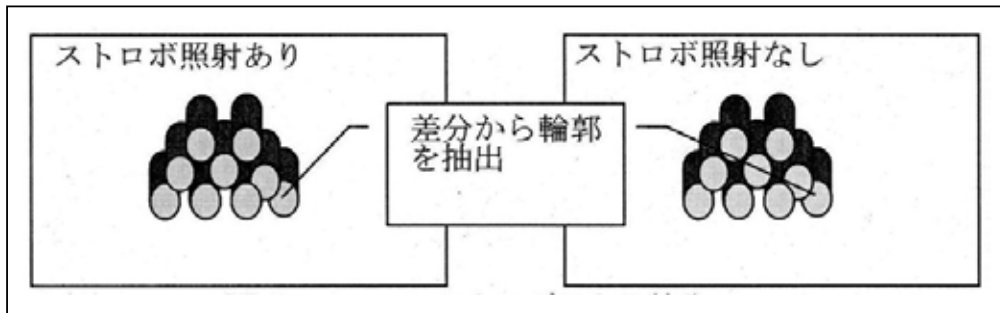 ストロボ照射あり
ストロボ照射なし
差分から輪郭
を抽出